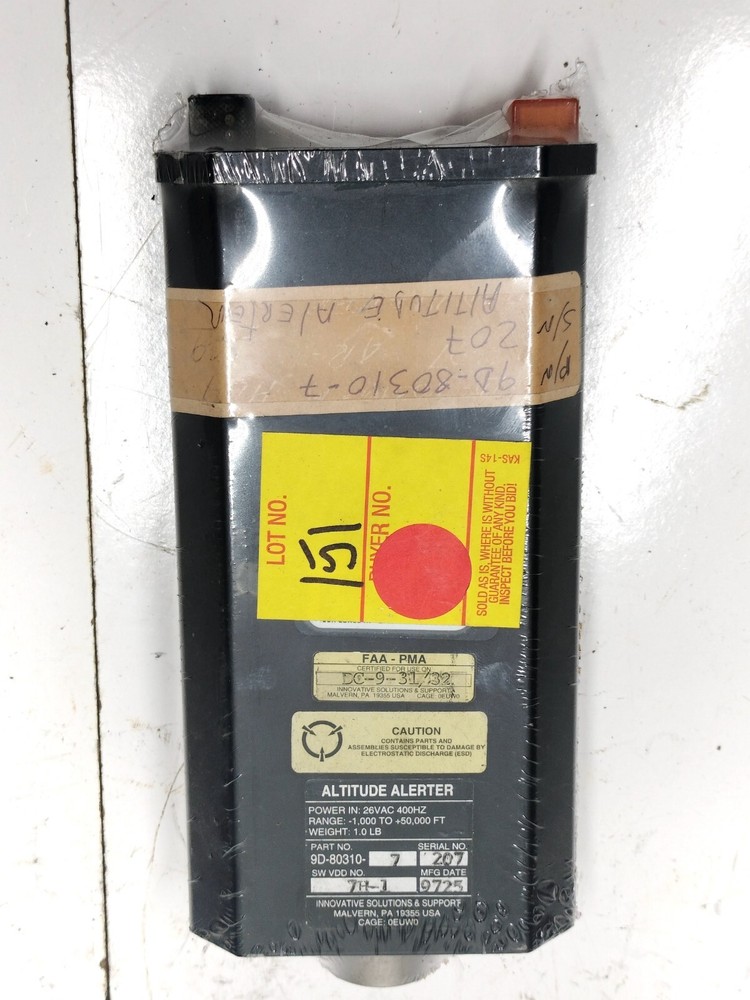 P/N 9D-80310-7
S/N 207
ALTITUDE Alerter
LOT NO.
151
BUYER NO.
KAS-14S
SOLD AS IS, WHERE IS WITHOUT
GUARANTEE OF ANY KIND.
INSPECT BEFORE YOU BID!
FAA - PMA
CERTIFIED FOR USE ON
DC-9-31/32
INNOVATIVE SOLUTIONS & SUPPORT
MALVERN, PA 19355 USA CAGE: 0EUW0
CAUTION
CONTAINS PARTS AND
ASSEMBLIES SUSCEPTIBLE TO DAMAGE BY
ELECTROSTATIC DISCHARGE (ESD)
ALTITUDE ALERTER
POWER IN: 26VAC 400HZ
RANGE: -1,000 TO +50,000 FT
WEIGHT: 1.0 LB
PART NO. SERIAL NO.
9D-80310- 7 207
SW VDD NO. MFG DATE
7H-1 9725
INNOVATIVE SOLUTIONS & SUPPORT
MALVERN, PA 19355 USA
CAGE: 0EUW0